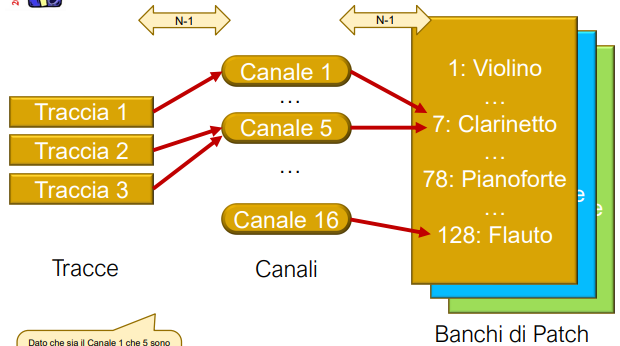 N-1
N-1
Traccia 1
Traccia 2
Traccia 3
Tracce
Canale 1
...
Canale 5
...
Canale 16
Canali
1: Violino
...
7: Clarinetto
...
78: Pianoforte
...
128: Flauto
e
e
Banchi di Patch
Dato che sia il Canale 1 che 5 sono